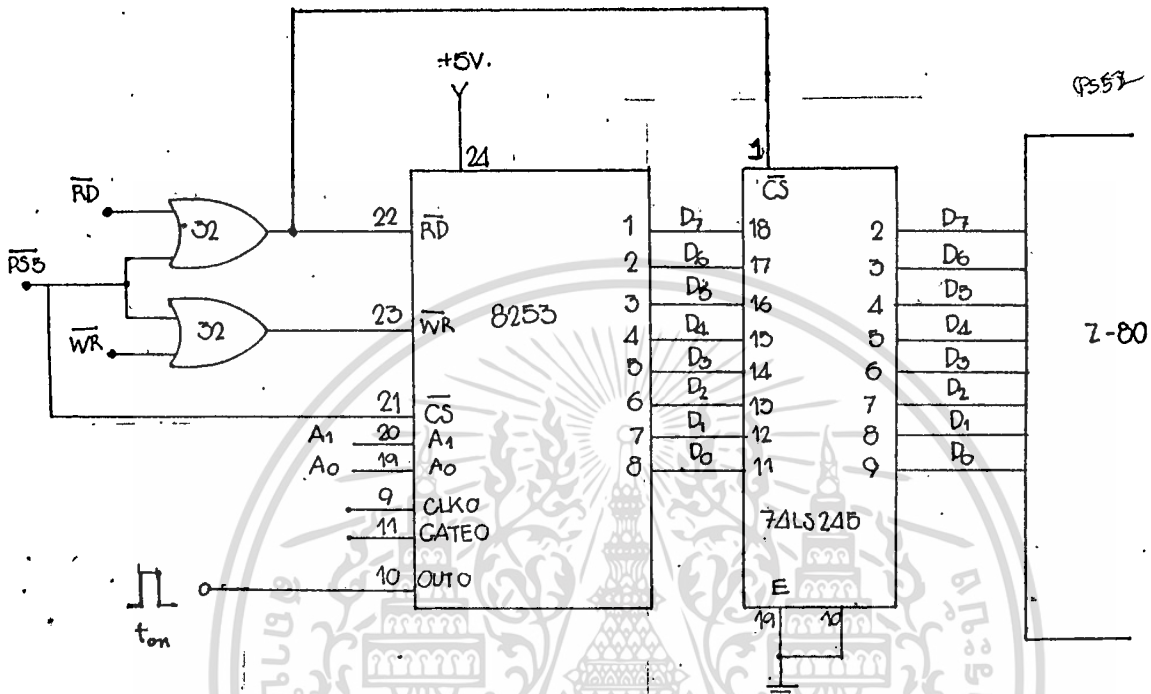 +5V.
PS5
24
1
CS
RD
32
22
RD
1
D7
18
2
D7
2
D6
17
3
D6
PS5
3
D5
16
4
D5
32
23
WR
8253
4
D4
15
5
D4
Z-80
WR
5
D3
14
6
D3
6
D2
13
7
D2
21
CS
7
D1
12
8
D1
A1
20
A1
8
D0
11
9
D0
A0
19
A0
9
CLK0
11
GATE0
74LS245
10
OUT0
ton
E
19
10